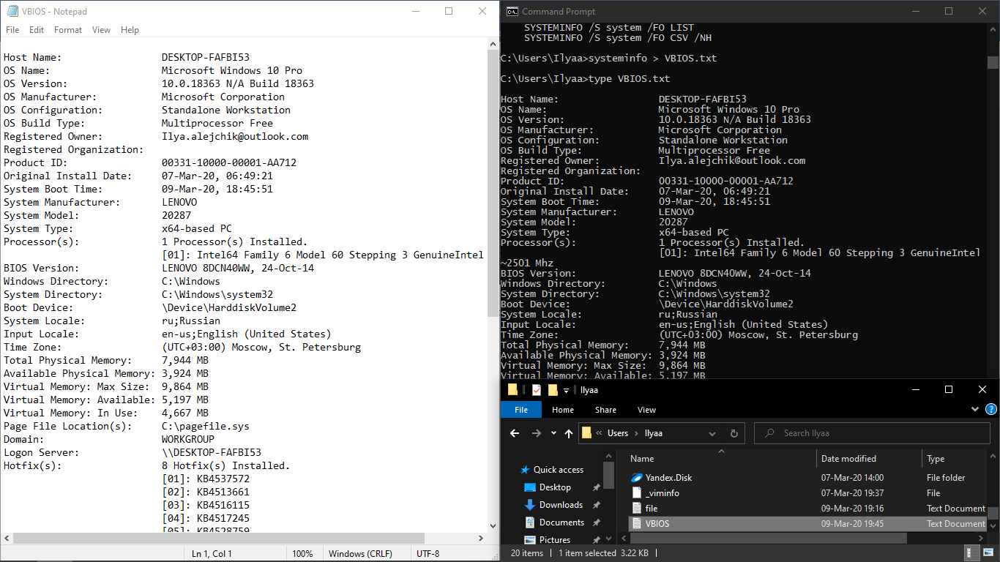 VBIOS - Notepad
File Edit Format View Help
Host Name: DESKTOP-FAFBI53
OS Name: Microsoft Windows 10 Pro
OS Version: 10.0.18363 N/A Build 18363
OS Manufacturer: Microsoft Corporation
OS Configuration: Standalone Workstation
OS Build Type: Multiprocessor Free
Registered Owner: Ilya.alejchik@outlook.com
Registered Organization:
Product ID: 00331-10000-00001-AA712
Original Install Date: 07-Mar-20, 06:49:21
System Boot Time: 09-Mar-20, 18:45:51
System Manufacturer: LENOVO
System Model: 20287
System Type: x64-based PC
Processor(s): 1 Processor(s) Installed.
[01]: Intel64 Family 6 Model 60 Stepping 3 GenuineIntel
BIOS Version: LENOVO 8DCN40WW, 24-Oct-14
Windows Directory: C:\Windows
System Directory: C:\Windows\system32
Boot Device: \Device\HarddiskVolume2
System Locale: ru;Russian
Input Locale: en-us;English (United States)
Time Zone: (UTC+03:00) Moscow, St. Petersburg
Total Physical Memory: 7,944 MB
Available Physical Memory: 3,924 MB
Virtual Memory: Max Size: 9,864 MB
Virtual Memory: Available: 5,197 MB
Virtual Memory: In Use: 4,667 MB
Page File Location(s): C:\pagefile.sys
Domain: WORKGROUP
Logon Server: \\DESKTOP-FAFBI53
Hotfix(s): 8 Hotfix(s) Installed.
[01]: KB4537572
[02]: KB4513661
[03]: KB4516115
[04]: KB4517245
[05]: KB4528759
Ln 1, Col 1 100% Windows (CRLF) UTF-8
Command Prompt
SYSTEMINFO /S system /FO LIST
SYSTEMINFO /S system /FO CSV /NH
C:\Users\Ilyaa>systeminfo > VBIOS.txt
C:\Users\Ilyaa>type VBIOS.txt
Host Name: DESKTOP-FAFBI53
OS Name: Microsoft Windows 10 Pro
OS Version: 10.0.18363 N/A Build 18363
OS Manufacturer: Microsoft Corporation
OS Configuration: Standalone Workstation
OS Build Type: Multiprocessor Free
Registered Owner: Ilya.alejchik@outlook.com
Registered Organization:
Product ID: 00331-10000-00001-AA712
Original Install Date: 07-Mar-20, 06:49:21
System Boot Time: 09-Mar-20, 18:45:51
System Manufacturer: LENOVO
System Model: 20287
System Type: x64-based PC
Processor(s): 1 Processor(s) Installed.
[01]: Intel64 Family 6 Model 60 Stepping 3 GenuineIntel
~2501 Mhz
BIOS Version: LENOVO 8DCN40WW, 24-Oct-14
Windows Directory: C:\Windows
System Directory: C:\Windows\system32
Boot Device: \Device\HarddiskVolume2
System Locale: ru;Russian
Input Locale: en-us;English (United States)
Time Zone: (UTC+03:00) Moscow, St. Petersburg
Total Physical Memory: 7,944 MB
Available Physical Memory: 3,924 MB
Virtual Memory: Max Size: 9,864 MB
Virtual Memory: Available: 5,197 MB
Ilyaa
File Home Share View
Users Ilyaa Search Ilyaa
Name Date modified Type
Quick access
Desktop
Downloads
Documents
Pictures
Yandex.Disk 07-Mar-20 14:00 File folder
_viminfo 07-Mar-20 19:37 File
file 09-Mar-20 19:16 Text Document
VBIOS 09-Mar-20 19:45 Text Document
20 items 1 item selected 3.22 KB